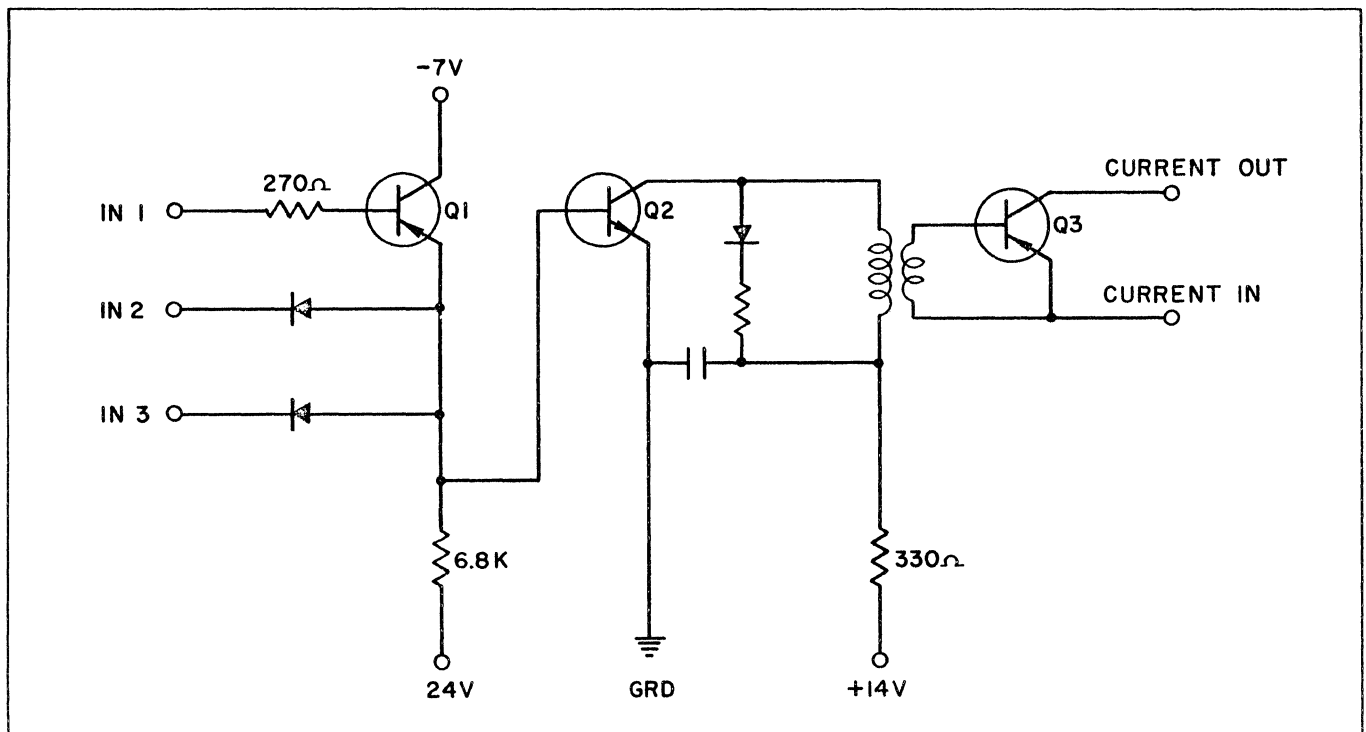 -7V
270Ω
IN 1
Q1
Q2
CURRENT OUT
Q3
IN 2
CURRENT IN
IN 3
6.8K
330Ω
24V
GRD
+14V